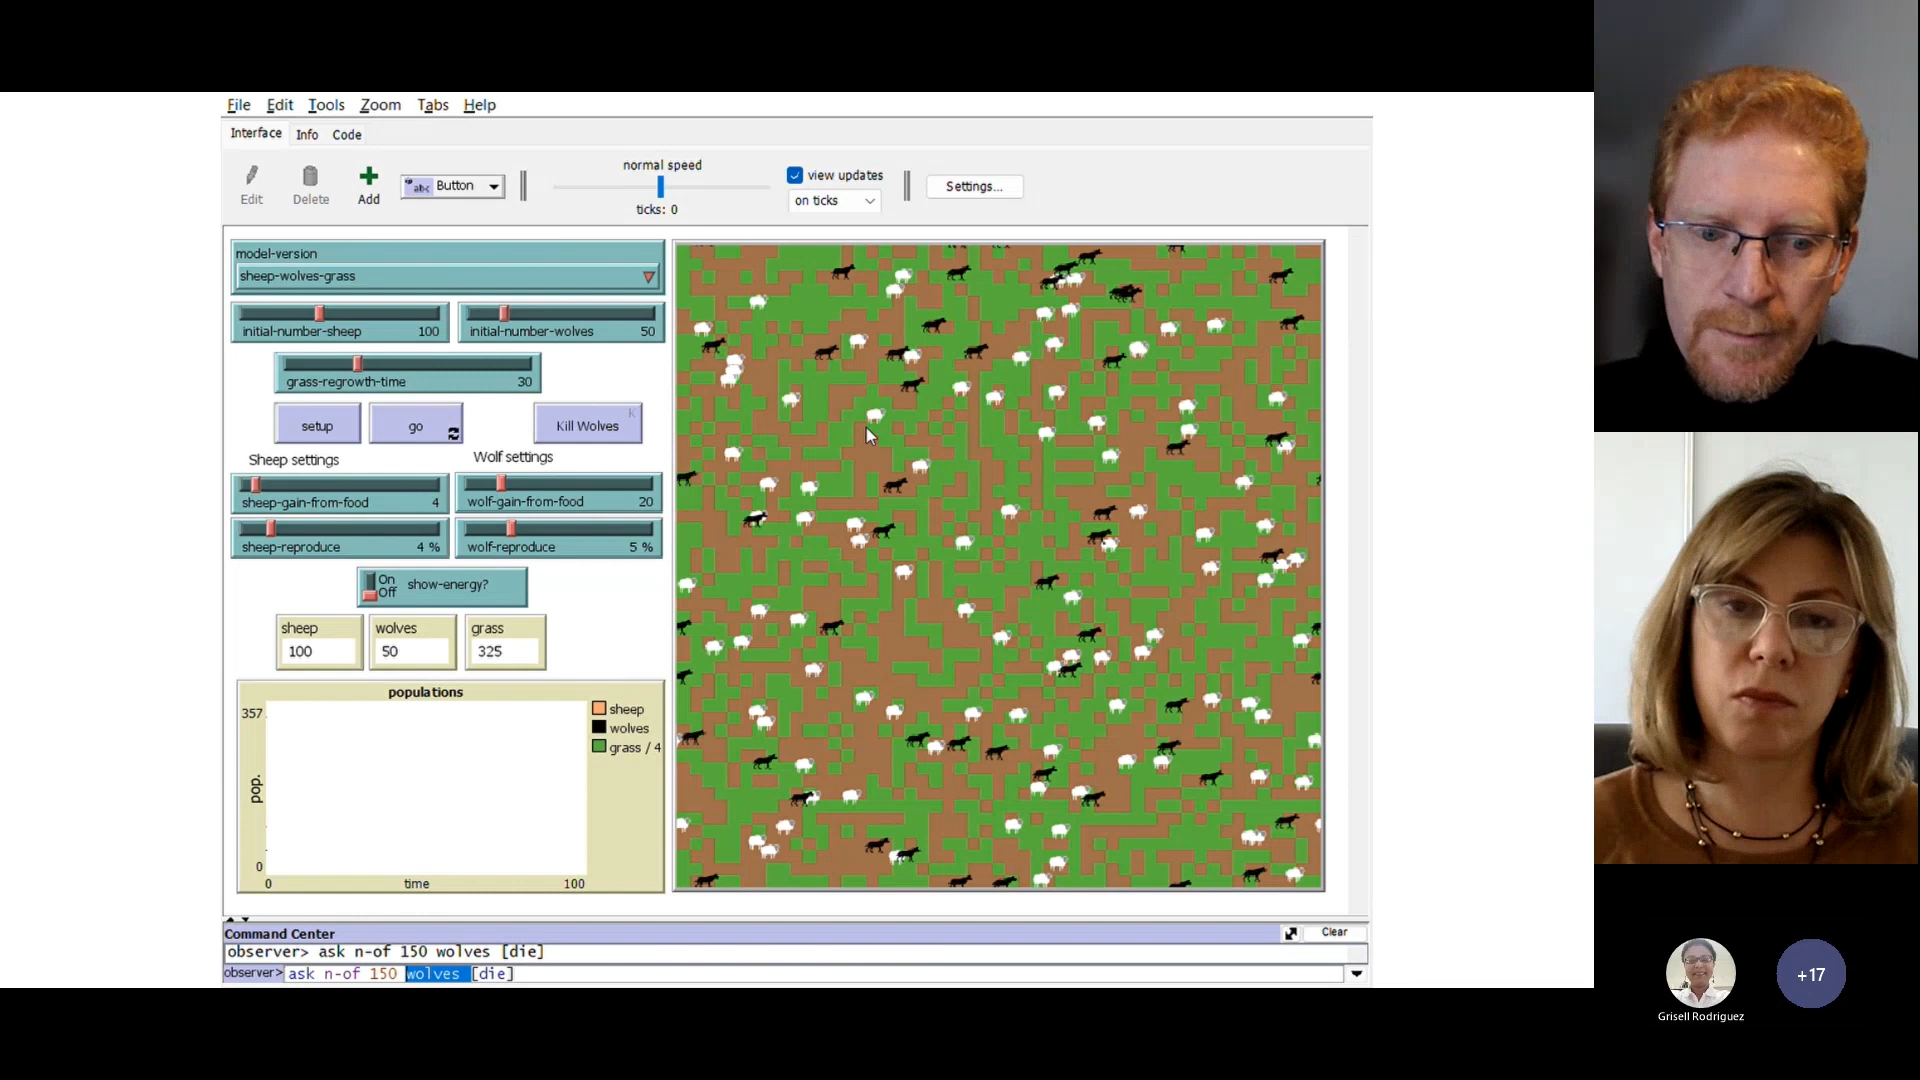 File Edit Tools Zoom Tabs Help
Interface Info Code
normal speed
Edit Delete Add
abc Button
ticks: 0
view updates
on ticks
Settings...
model-version
sheep-wolves-grass
initial-number-sheep 100
initial-number-wolves 50
grass-regrowth-time 30
setup
go
Kill Wolves
K
Sheep settings
Wolf settings
sheep-gain-from-food 4
wolf-gain-from-food 20
sheep-reproduce 4 %
wolf-reproduce 5 %
On
Off
show-energy?
sheep
100
wolves
50
grass
325
populations
357
pop.
0
0 time 100
sheep
wolves
grass / 4
Command Center
Clear
observer> ask n-of 150 wolves [die]
observer> ask n-of 150 wolves [die]
+17
Grisell Rodriguez